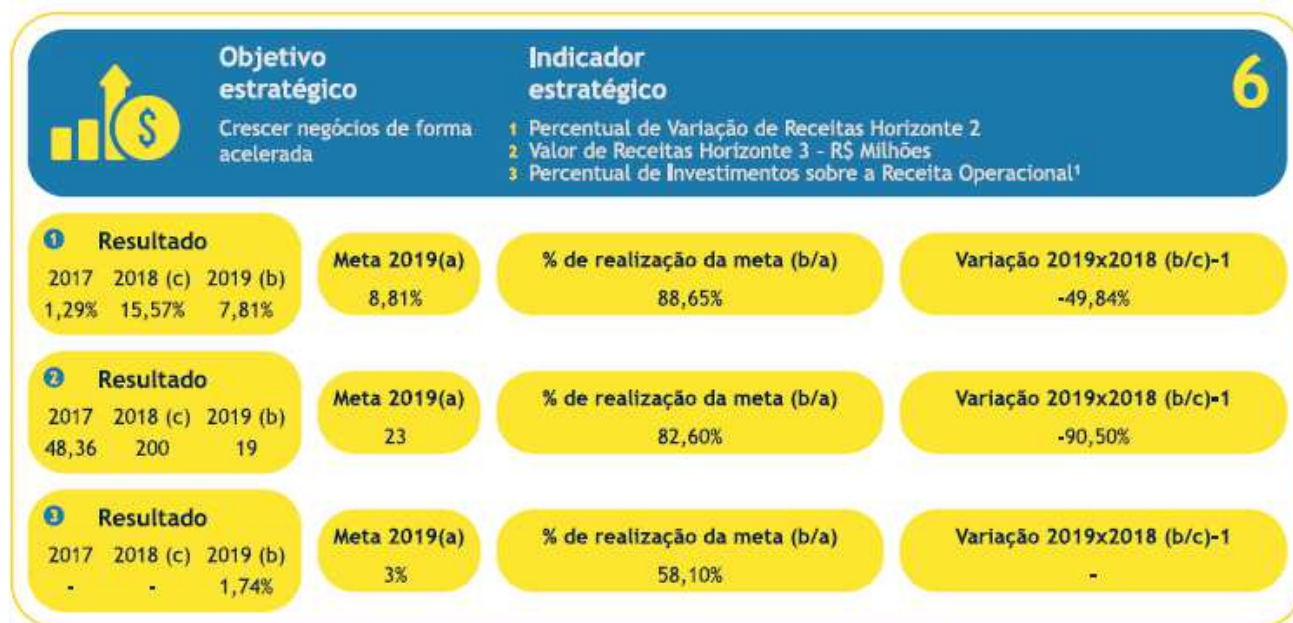 Objetivo
estratégico
Crescer negócios de forma
acelerada
Indicador
estratégico
1 Percentual de Variação de Receitas Horizonte 2
2 Valor de Receitas Horizonte 3 - R$ Milhões
3 Percentual de Investimentos sobre a Receita Operacional¹
6
1 Resultado
2017 2018 (c) 2019 (b)
1,29% 15,57% 7,81%
Meta 2019(a)
8,81%
% de realização da meta (b/a)
88,65%
Variação 2019x2018 (b/c)-1
-49,84%
2 Resultado
2017 2018 (c) 2019 (b)
48,36 200 19
Meta 2019(a)
23
% de realização da meta (b/a)
82,60%
Variação 2019x2018 (b/c)-1
-90,50%
3 Resultado
2017 2018 (c) 2019 (b)
- - 1,74%
Meta 2019(a)
3%
% de realização da meta (b/a)
58,10%
Variação 2019x2018 (b/c)-1
-